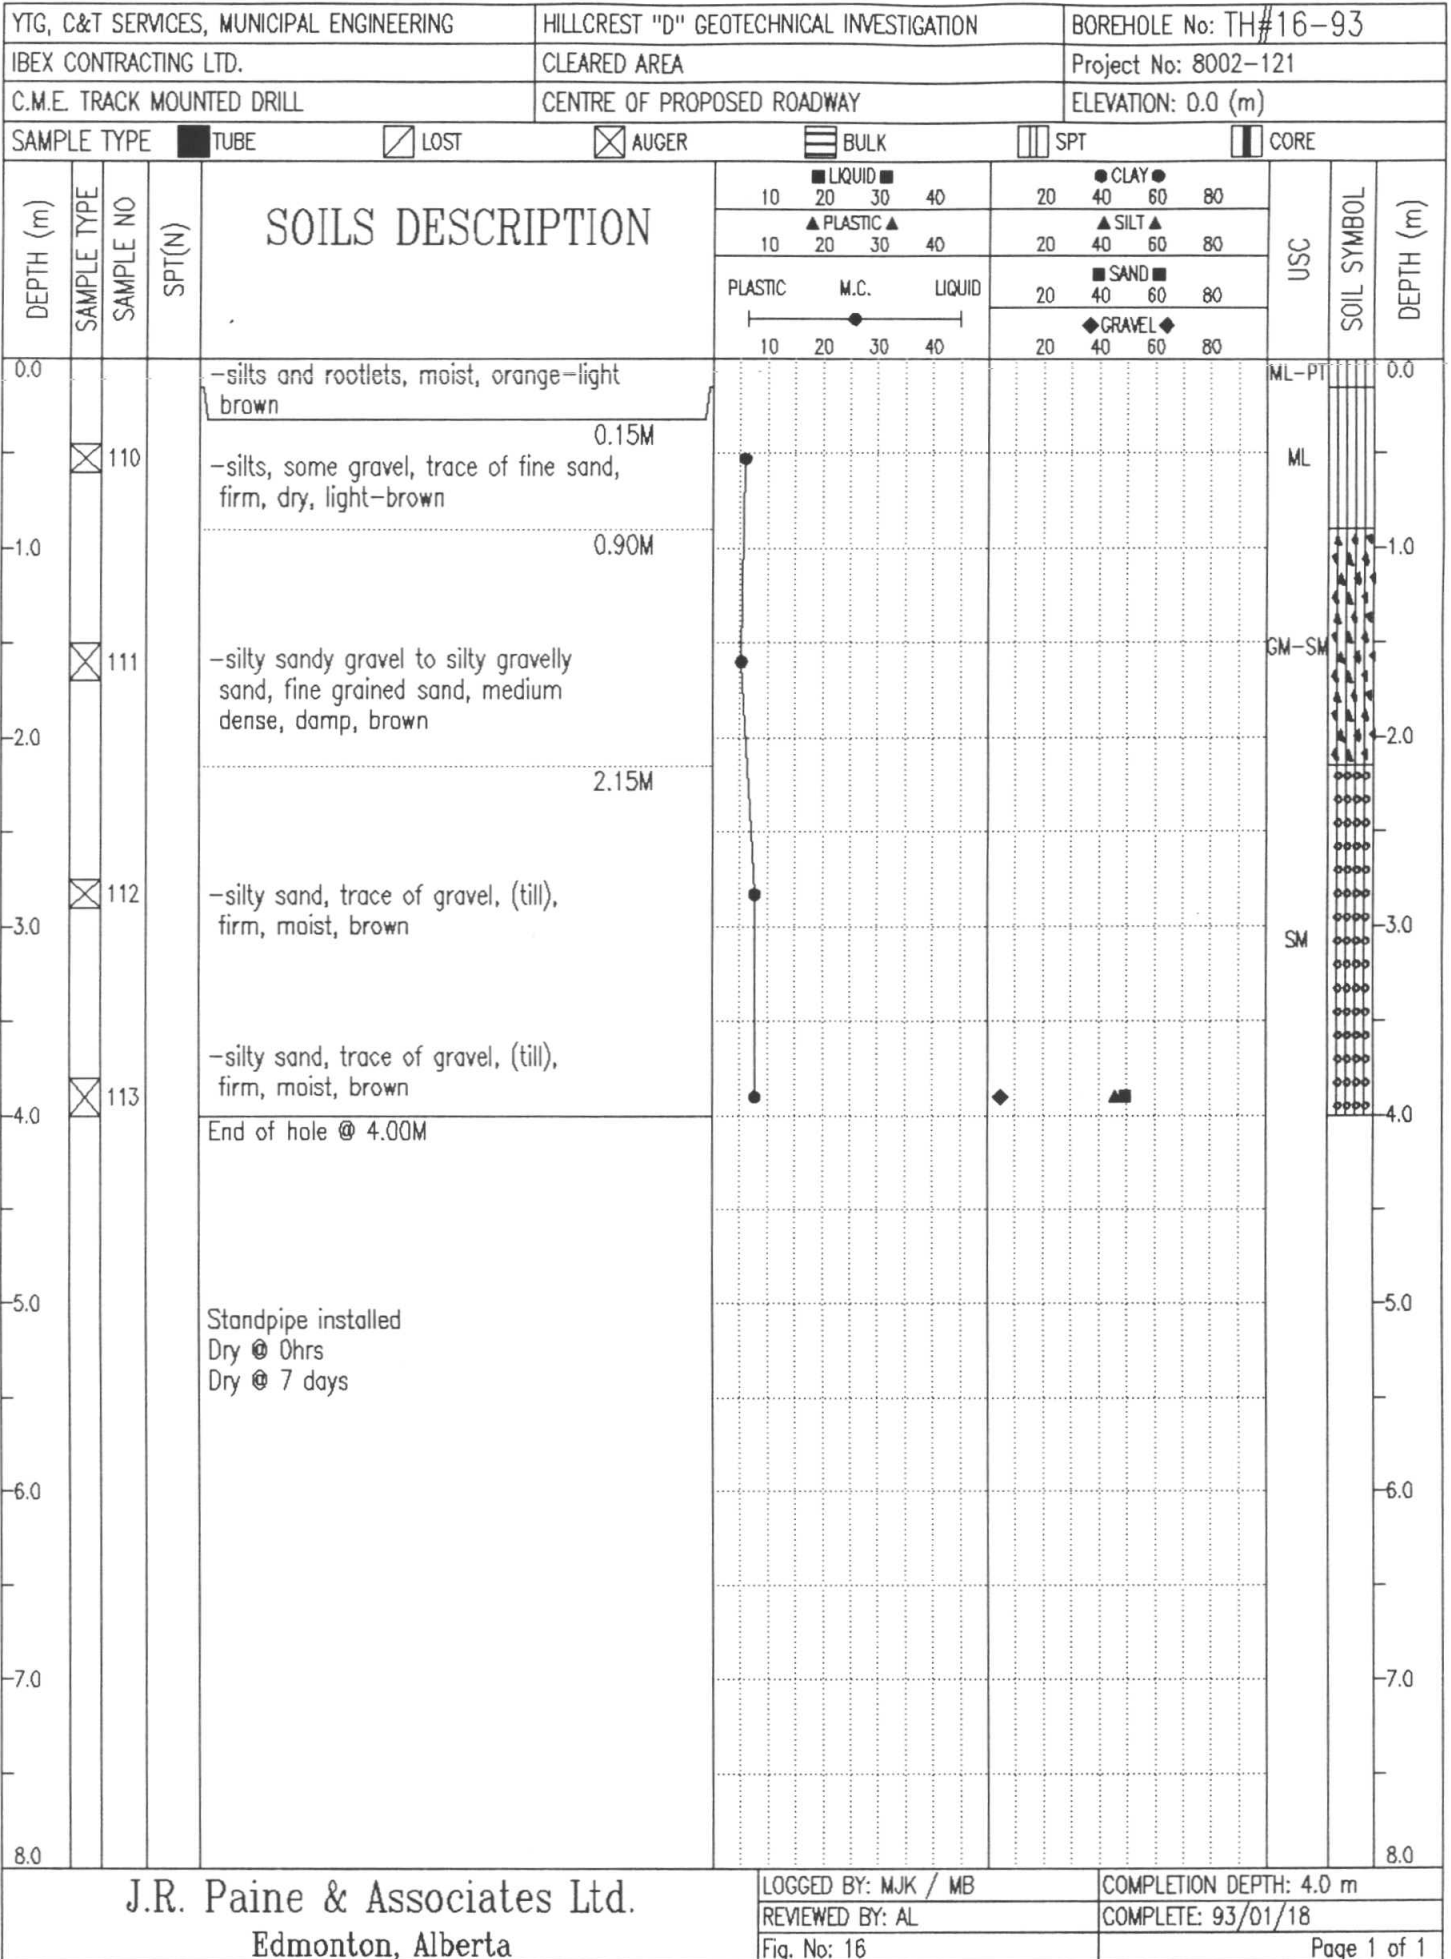 YTG, C&T SERVICES, MUNICIPAL ENGINEERING
HILLCREST "D" GEOTECHNICAL INVESTIGATION
BOREHOLE No: TH#16-93
IBEX CONTRACTING LTD.
CLEARED AREA
Project No: 8002-121
C.M.E. TRACK MOUNTED DRILL
CENTRE OF PROPOSED ROADWAY
ELEVATION: 0.0 (m)
SAMPLE TYPE
TUBE
LOST
AUGER
BULK
SPT
CORE
DEPTH (m)
SAMPLE TYPE
SAMPLE NO
SPT(N)
SOILS DESCRIPTION
■ LIQUID ■
10 20 30 40
▲ PLASTIC ▲
10 20 30 40
PLASTIC M.C. LIQUID
10 20 30 40
● CLAY ●
20 40 60 80
▲ SILT ▲
20 40 60 80
■ SAND ■
20 40 60 80
◆ GRAVEL ◆
20 40 60 80
USC
SOIL SYMBOL
DEPTH (m)
0.0
-silts and rootlets, moist, orange-light
brown
ML-PT
0.0
0.15M
110
-silts, some gravel, trace of fine sand,
firm, dry, light-brown
ML
0.90M
1.0
1.0
111
-silty sandy gravel to silty gravelly
sand, fine grained sand, medium
dense, damp, brown
GM-SM
2.0
2.0
2.15M
112
-silty sand, trace of gravel, (till),
firm, moist, brown
3.0
SM
3.0
-silty sand, trace of gravel, (till),
firm, moist, brown
113
4.0
4.0
End of hole @ 4.00M
5.0
5.0
Standpipe installed
Dry @ 0hrs
Dry @ 7 days
6.0
6.0
7.0
7.0
8.0
8.0
J.R. Paine & Associates Ltd.
Edmonton, Alberta
LOGGED BY: MJK / MB
COMPLETION DEPTH: 4.0 m
REVIEWED BY: AL
COMPLETE: 93/01/18
Fig. No: 16
Page 1 of 1